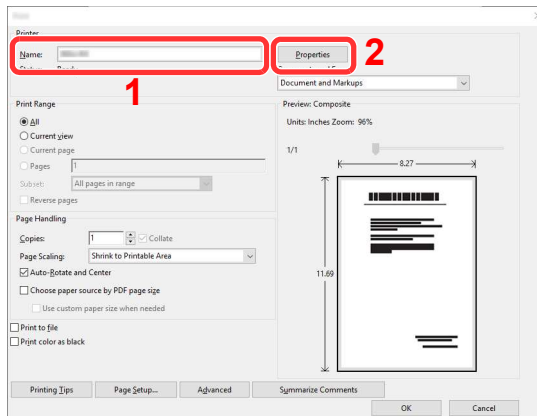 Printer
Name:
Properties
2
1
Document and Markups
Print Range
All
Current view
Current page
Pages 1
Subset: All pages in range
Reverse pages
Page Handling
Copies: 1 Collate
Page Scaling: Shrink to Printable Area
Auto-Rotate and Center
Choose paper source by PDF page size
Use custom paper size when needed
Print to file
Print color as black
Preview: Composite
Units: Inches Zoom: 96%
1/1
8.27
11.69
Printing Tips Page Setup... Advanced Summarize Comments
OK Cancel